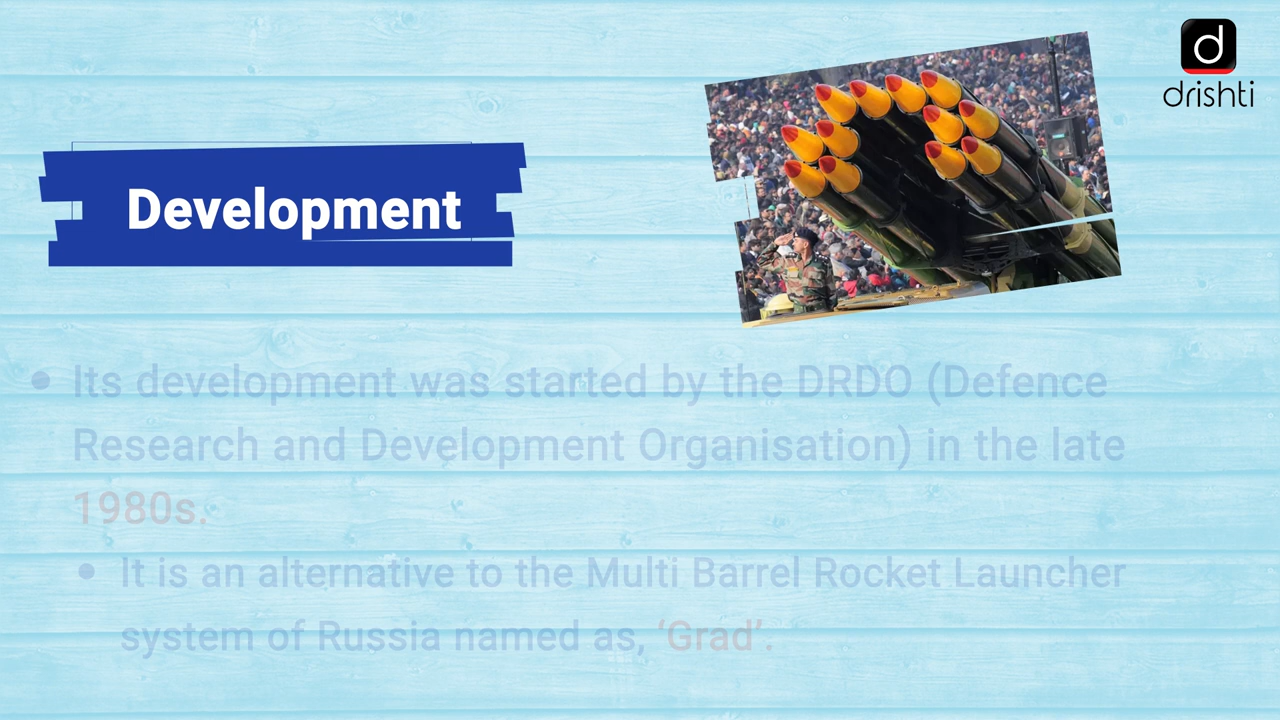 d
drishti
Development
Its development was started by the DRDO (Defence
Research and Development Organisation) in the late
1980s.
It is an alternative to the Multi Barrel Rocket Launcher
system of Russia named as, ‘Grad’.